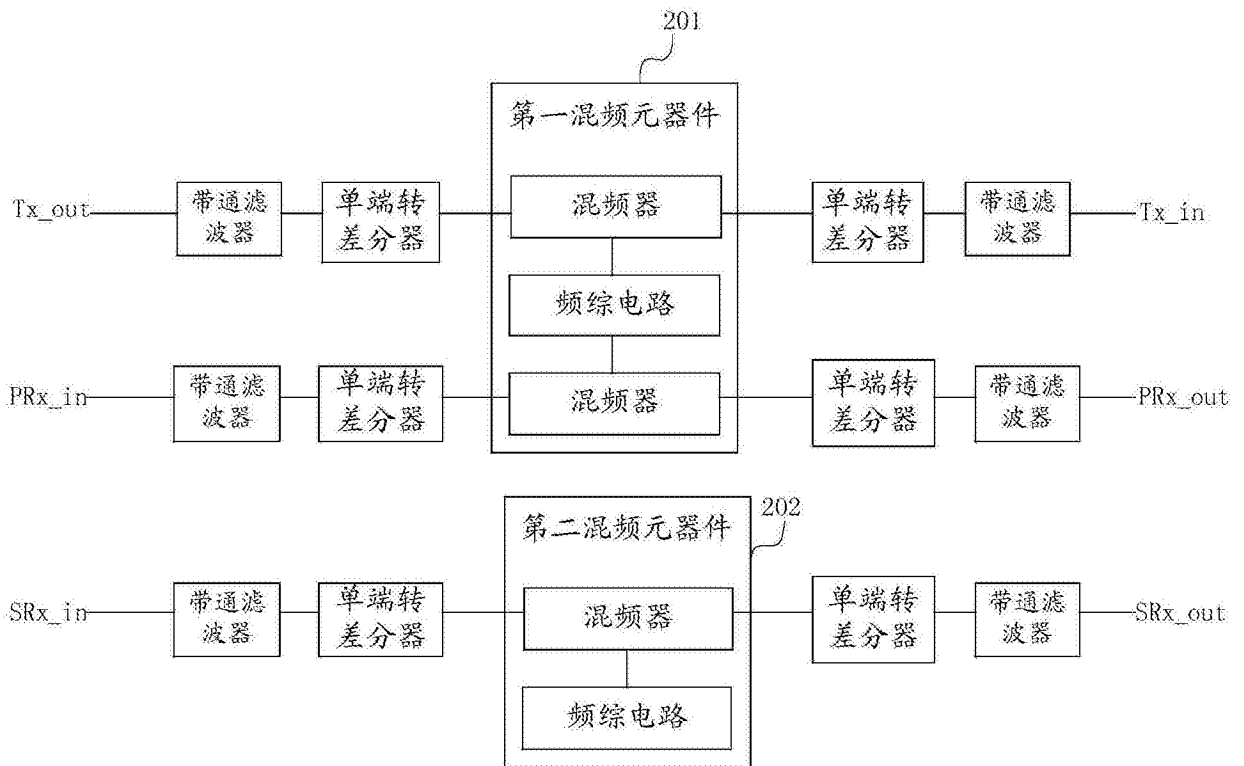 201
第一混频元器件
Tx_out
带通滤
波器
单端转
差分器
混频器
单端转
差分器
带通滤
波器
Tx_in
频综电路
PRx_in
带通滤
波器
单端转
差分器
混频器
单端转
差分器
带通滤
波器
PRx_out
202
第二混频元器件
SRx_in
带通滤
波器
单端转
差分器
混频器
单端转
差分器
带通滤
波器
SRx_out
频综电路